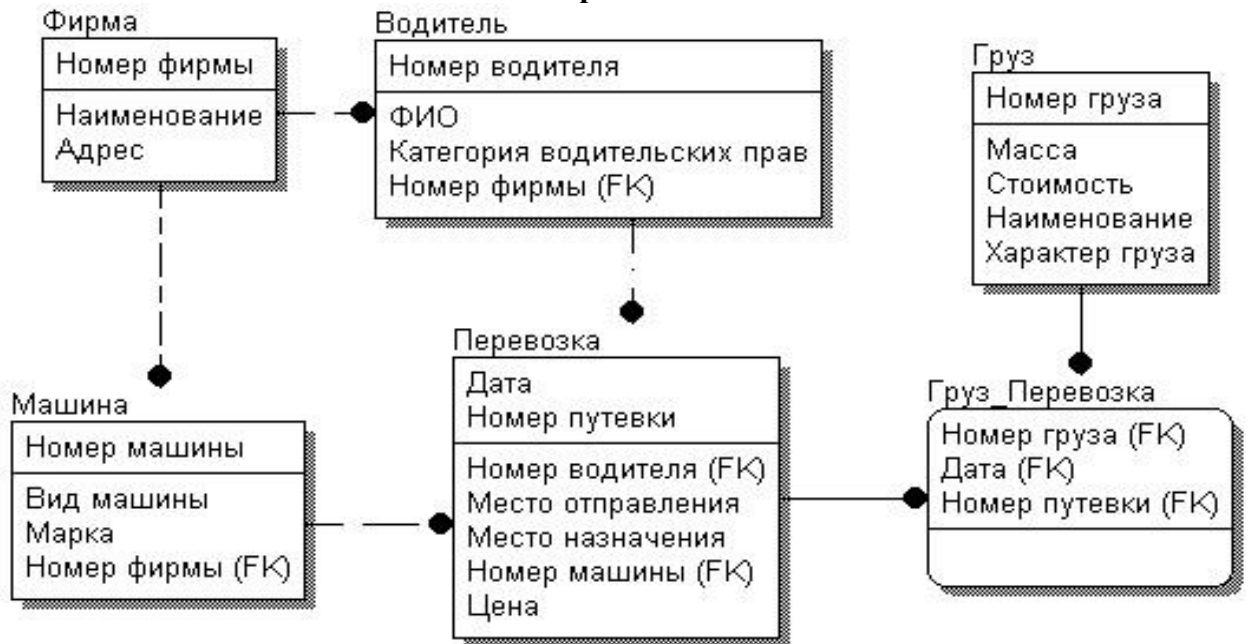 Фирма
Номер фирмы
Наименование
Адрес
Водитель
Номер водителя
ФИО
Категория водительских прав
Номер фирмы (FK)
Груз
Номер груза
Масса
Стоимость
Наименование
Характер груза
Машина
Номер машины
Вид машины
Марка
Номер фирмы (FK)
Перевозка
Дата
Номер путевки
Номер водителя (FK)
Место отправления
Место назначения
Номер машины (FK)
Цена
Груз_Перевозка
Номер груза (FK)
Дата (FK)
Номер путевки (FK)